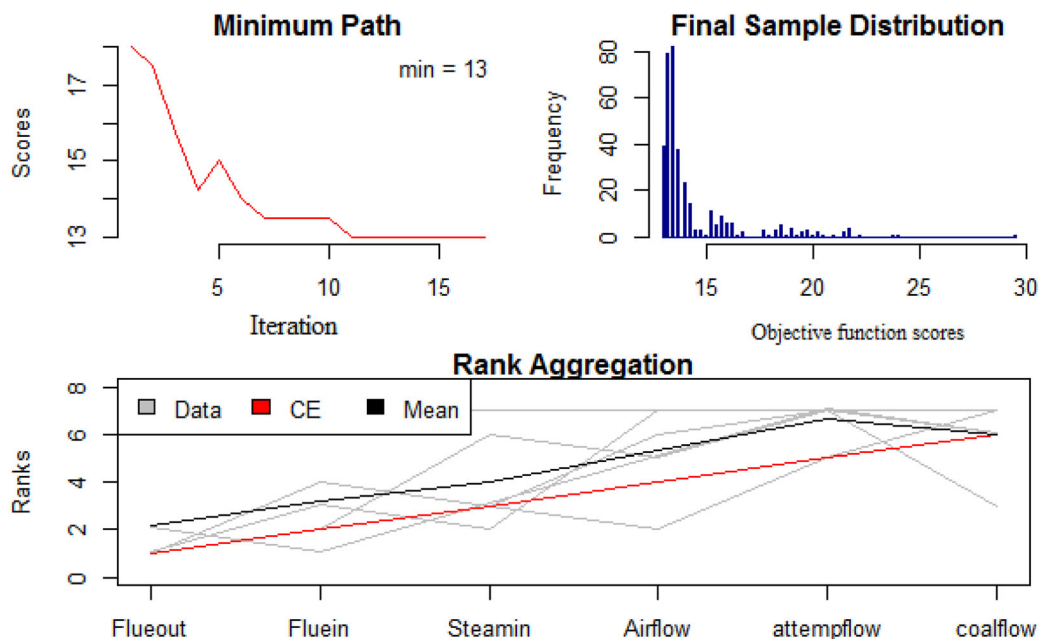 Minimum Path
min = 13
Scores
17
15
13
5 10 15
Iteration
Final Sample Distribution
Frequency
80
60
40
20
0
15 20 25 30
Objective function scores
Rank Aggregation
Data CE Mean
Ranks
8
6
4
2
0
Flueout Fluein Steamin Airflow attempflow coalflow